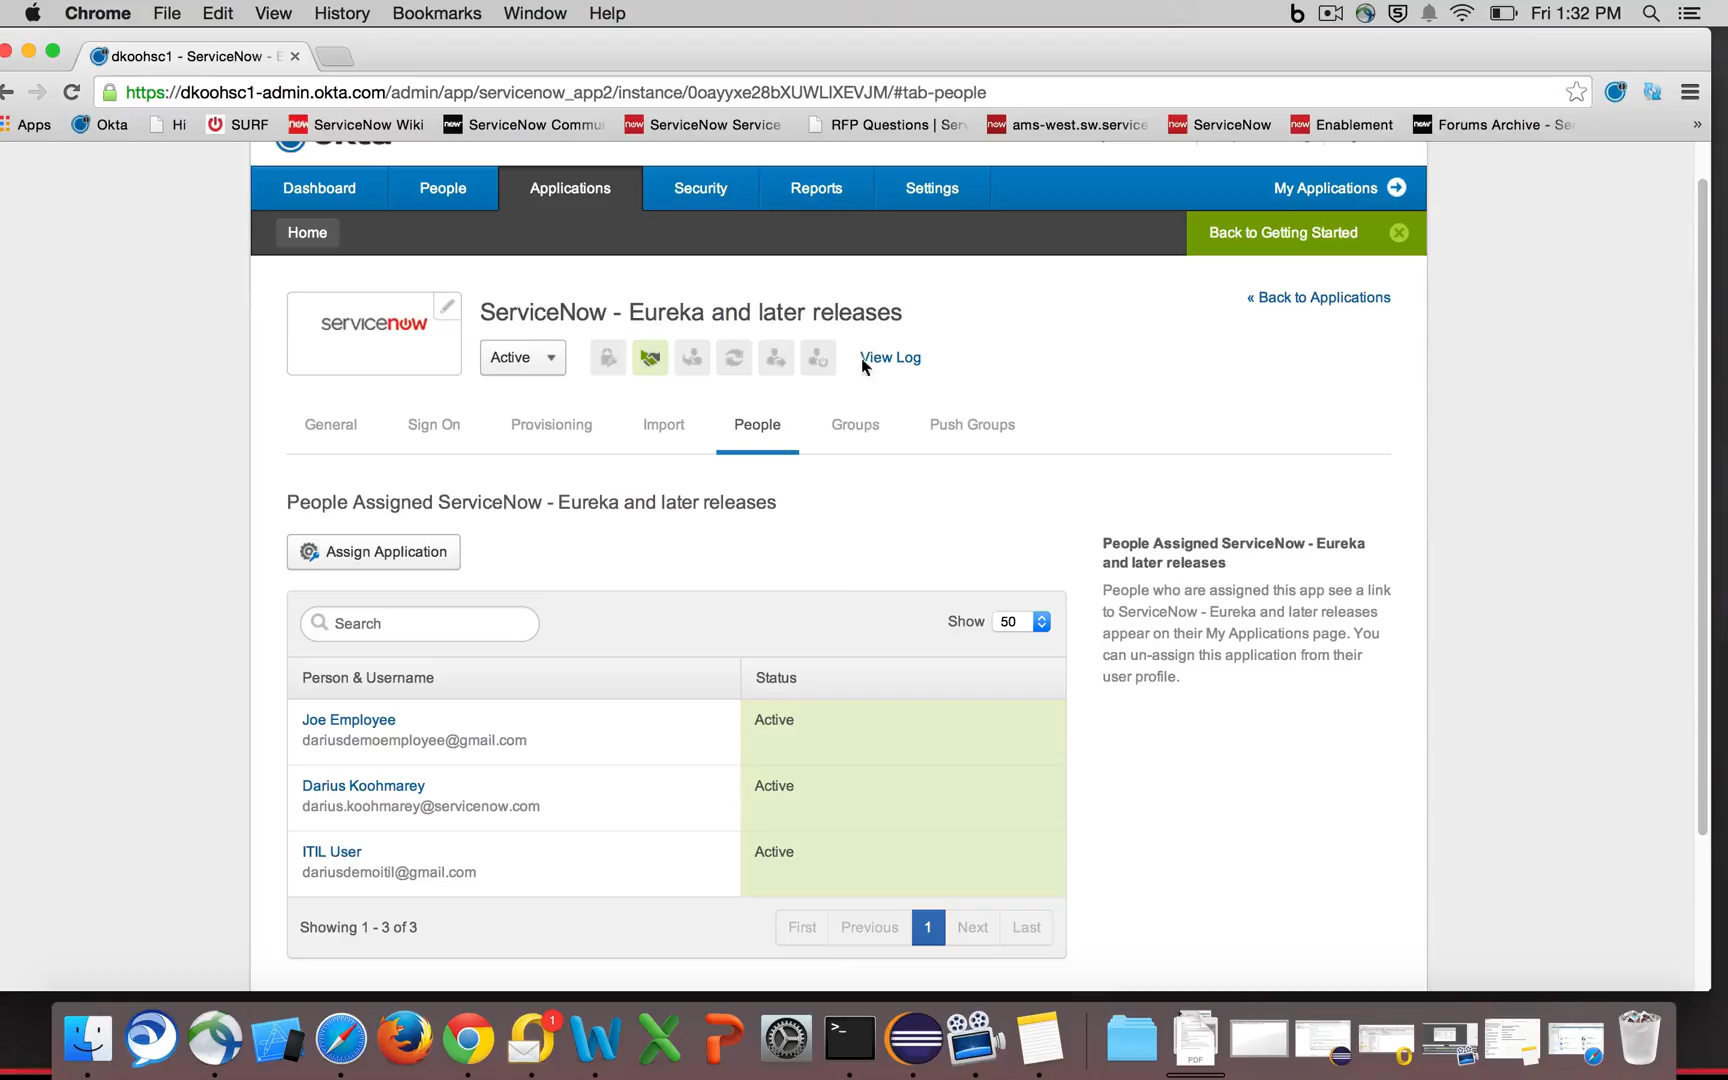 Chrome File Edit View History Bookmarks Window Help Fri 1:32 PM
dkoohsc1 - ServiceNow - E
https://dkoohsc1-admin.okta.com/admin/app/servicenow_app2/instance/0oayyxe28bXUWLIXEVJM/#tab-people
Apps Okta Hi SURF ServiceNow Wiki ServiceNow Commu ServiceNow Service RFP Questions | Serv ams-west.sw.service ServiceNow Enablement Forums Archive - Ser »
Dashboard People Applications Security Reports Settings My Applications
Home Back to Getting Started
servicenow
ServiceNow - Eureka and later releases
« Back to Applications
Active View Log
General Sign On Provisioning Import People Groups Push Groups
People Assigned ServiceNow - Eureka and later releases
Assign Application
Search Show 50
Person & Username Status
Joe Employee Active
dariusdemoemployee@gmail.com
Darius Koohmarey Active
darius.koohmarey@servicenow.com
ITIL User Active
dariusdemoitil@gmail.com
Showing 1 - 3 of 3 First Previous 1 Next Last
People Assigned ServiceNow - Eureka
and later releases
People who are assigned this app see a link
to ServiceNow - Eureka and later releases
appear on their My Applications page. You
can un-assign this application from their
user profile.
1
PDF